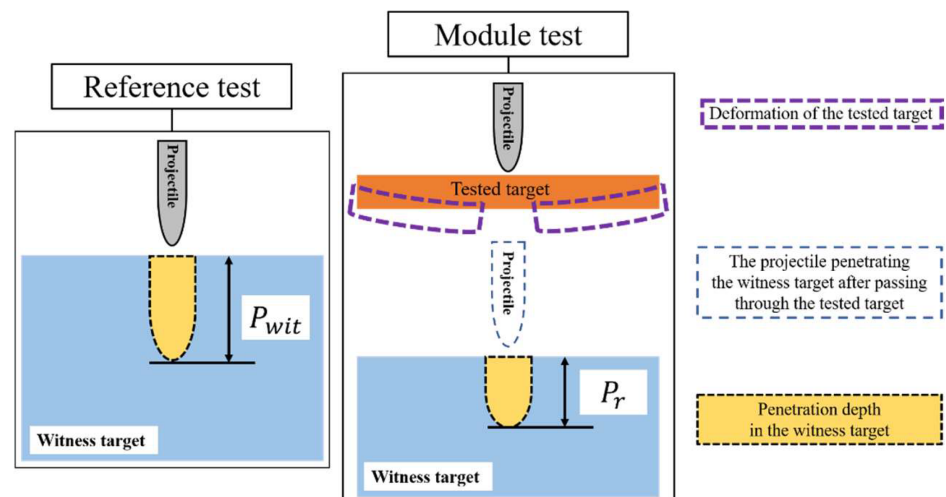 Reference test
Projectile
P_wit
Witness target
Module test
Projectile
Tested target
Projectile
P_r
Witness target
Deformation of the tested target
The projectile penetrating
the witness target after passing
through the tested target
Penetration depth
in the witness target